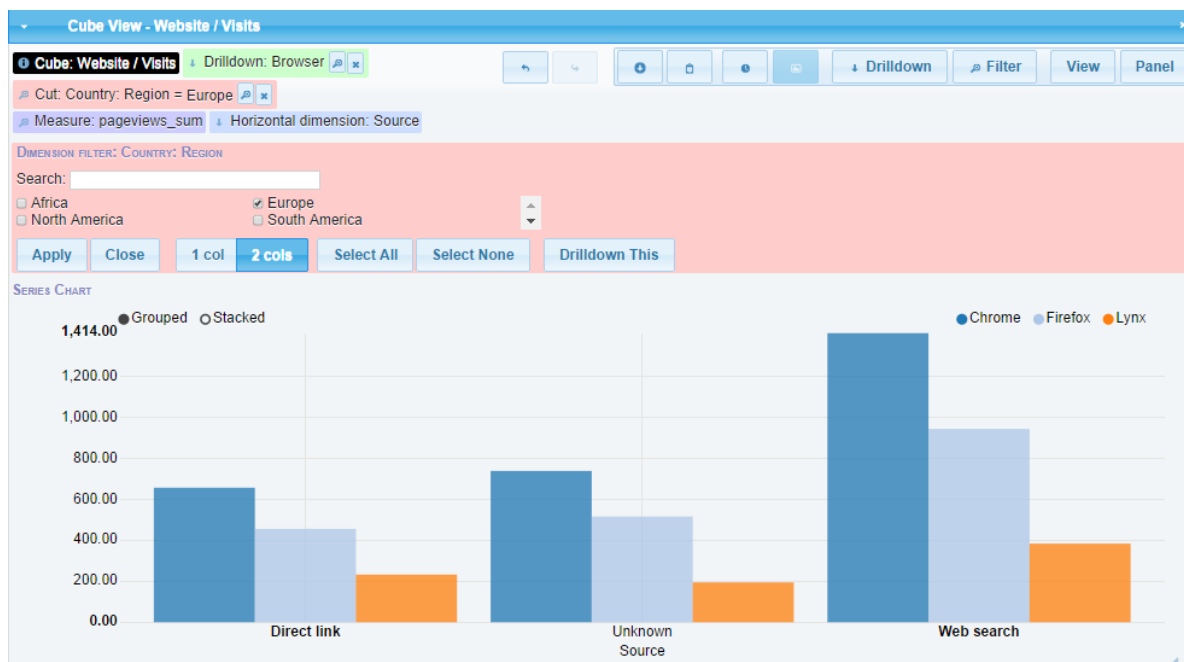 Cube View - Website / Visits
Cube: Website / Visits Drilldown: Browser
Drilldown Filter View Panel
Cut: Country: Region = Europe
Measure: pageviews_sum Horizontal dimension: Source
Dimension filter: Country: Region
Search:
Africa Europe
North America South America
Apply Close 1 col 2 cols Select All Select None Drilldown This
Series Chart
Grouped Stacked Chrome Firefox Lynx
1,414.00
1,200.00
1,000.00
800.00
600.00
400.00
200.00
0.00
Direct link Unknown Web search
Source